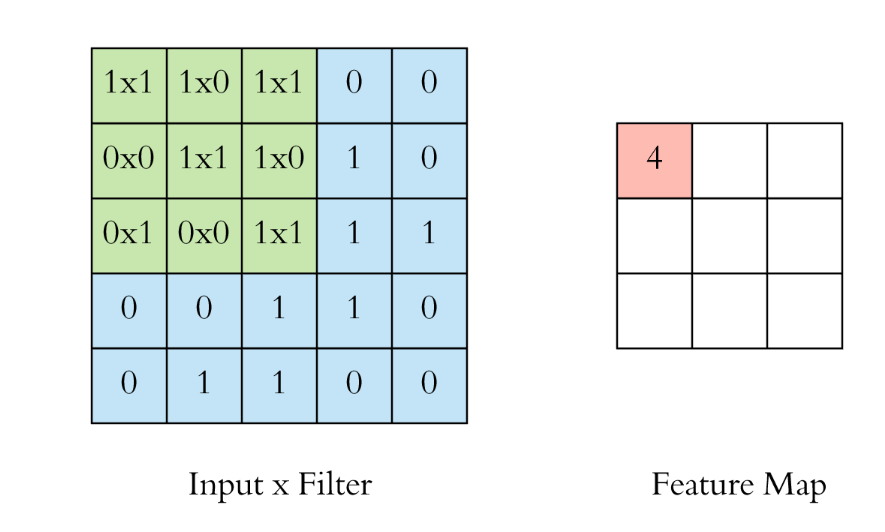 1x1 1x0 1x1 0 0
0x0 1x1 1x0 1 0
0x1 0x0 1x1 1 1
0 0 1 1 0
0 1 1 0 0
Input x Filter
4
Feature Map